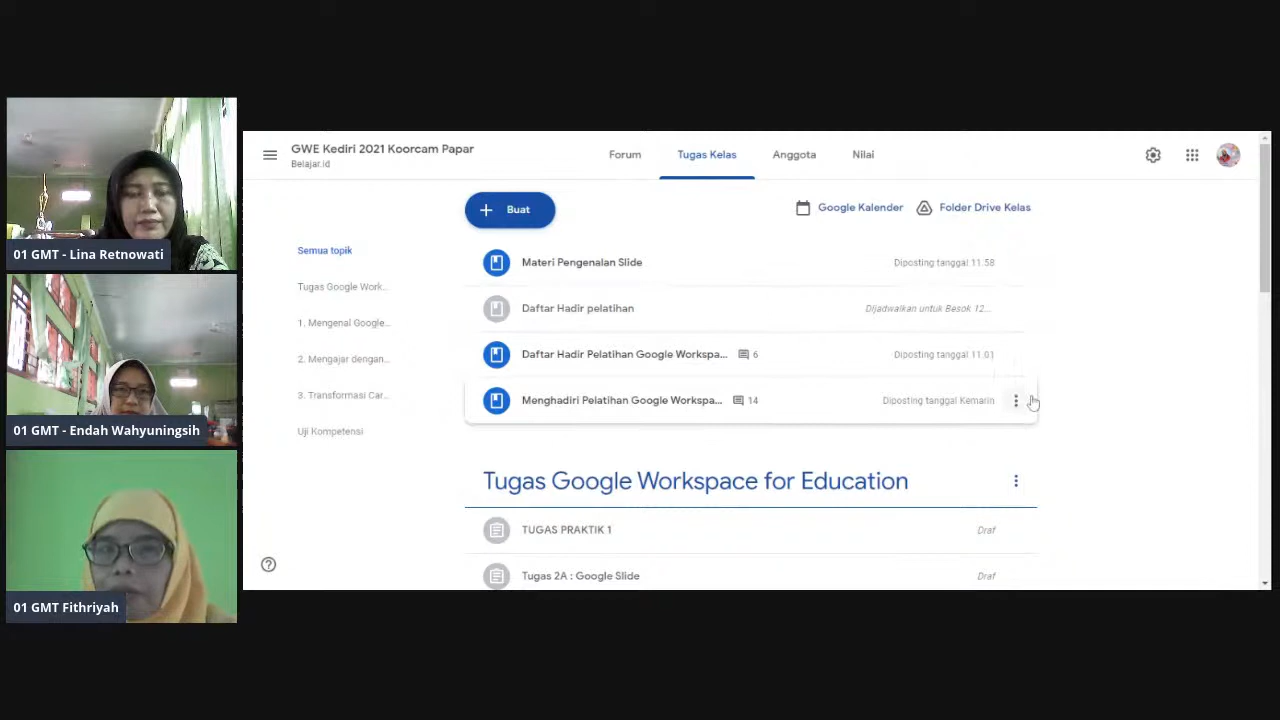 01 GMT - Lina Retnowati
01 GMT - Endah Wahyuningsih
01 GMT Fithriyah
GWE Kediri 2021 Koorcam Papar
Belajar.id
Forum
Tugas Kelas
Anggota
Nilai
Buat
Google Kalender
Folder Drive Kelas
Semua topik
Tugas Google Work...
1. Mengenal Google...
2. Mengajar dengan...
3. Transformasi Car...
Uji Kompetensi
Materi Pengenalan Slide
Diposting tanggal 11.58
Daftar Hadir pelatihan
Dijadwalkan untuk Besok 12...
Daftar Hadir Pelatihan Google Workspa...
6
Diposting tanggal 11.01
Menghadiri Pelatihan Google Workspa...
14
Diposting tanggal Kemarin
Tugas Google Workspace for Education
TUGAS PRAKTIK 1
Draf
Tugas 2A : Google Slide
Draf